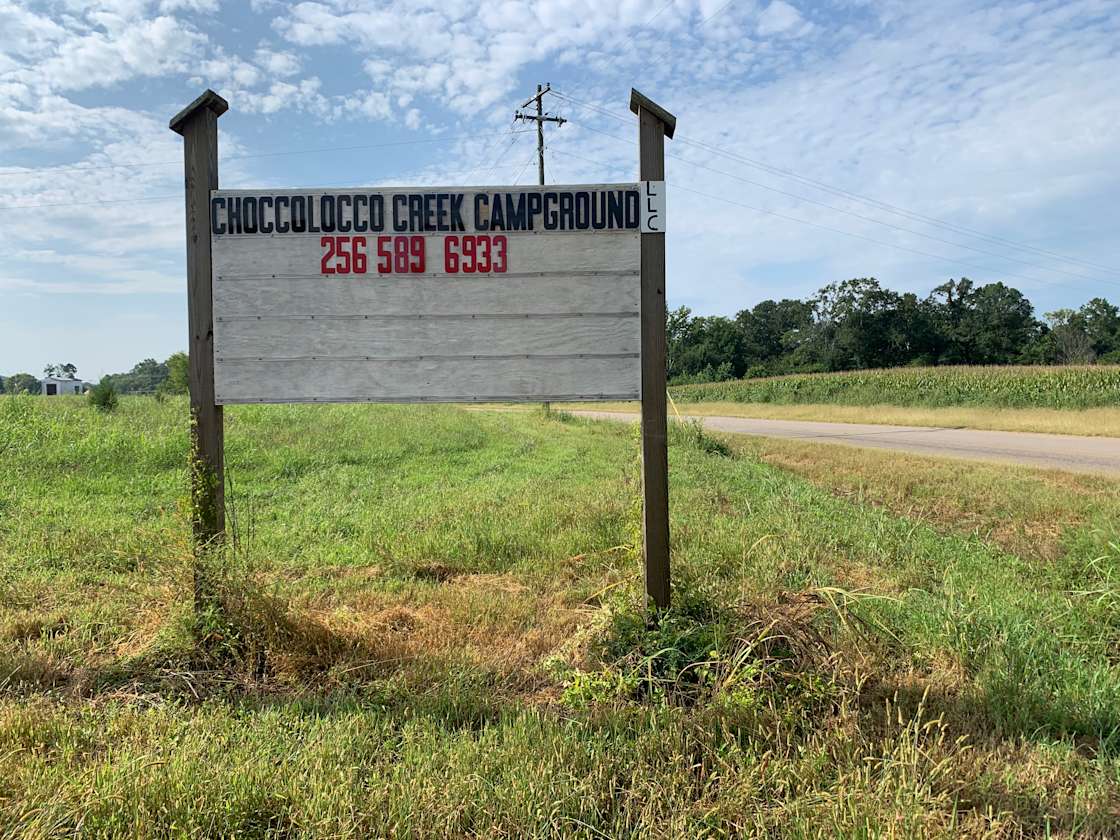 CHOCCOLOCCO CREEK CAMPGROUND LLC
256 589 6933